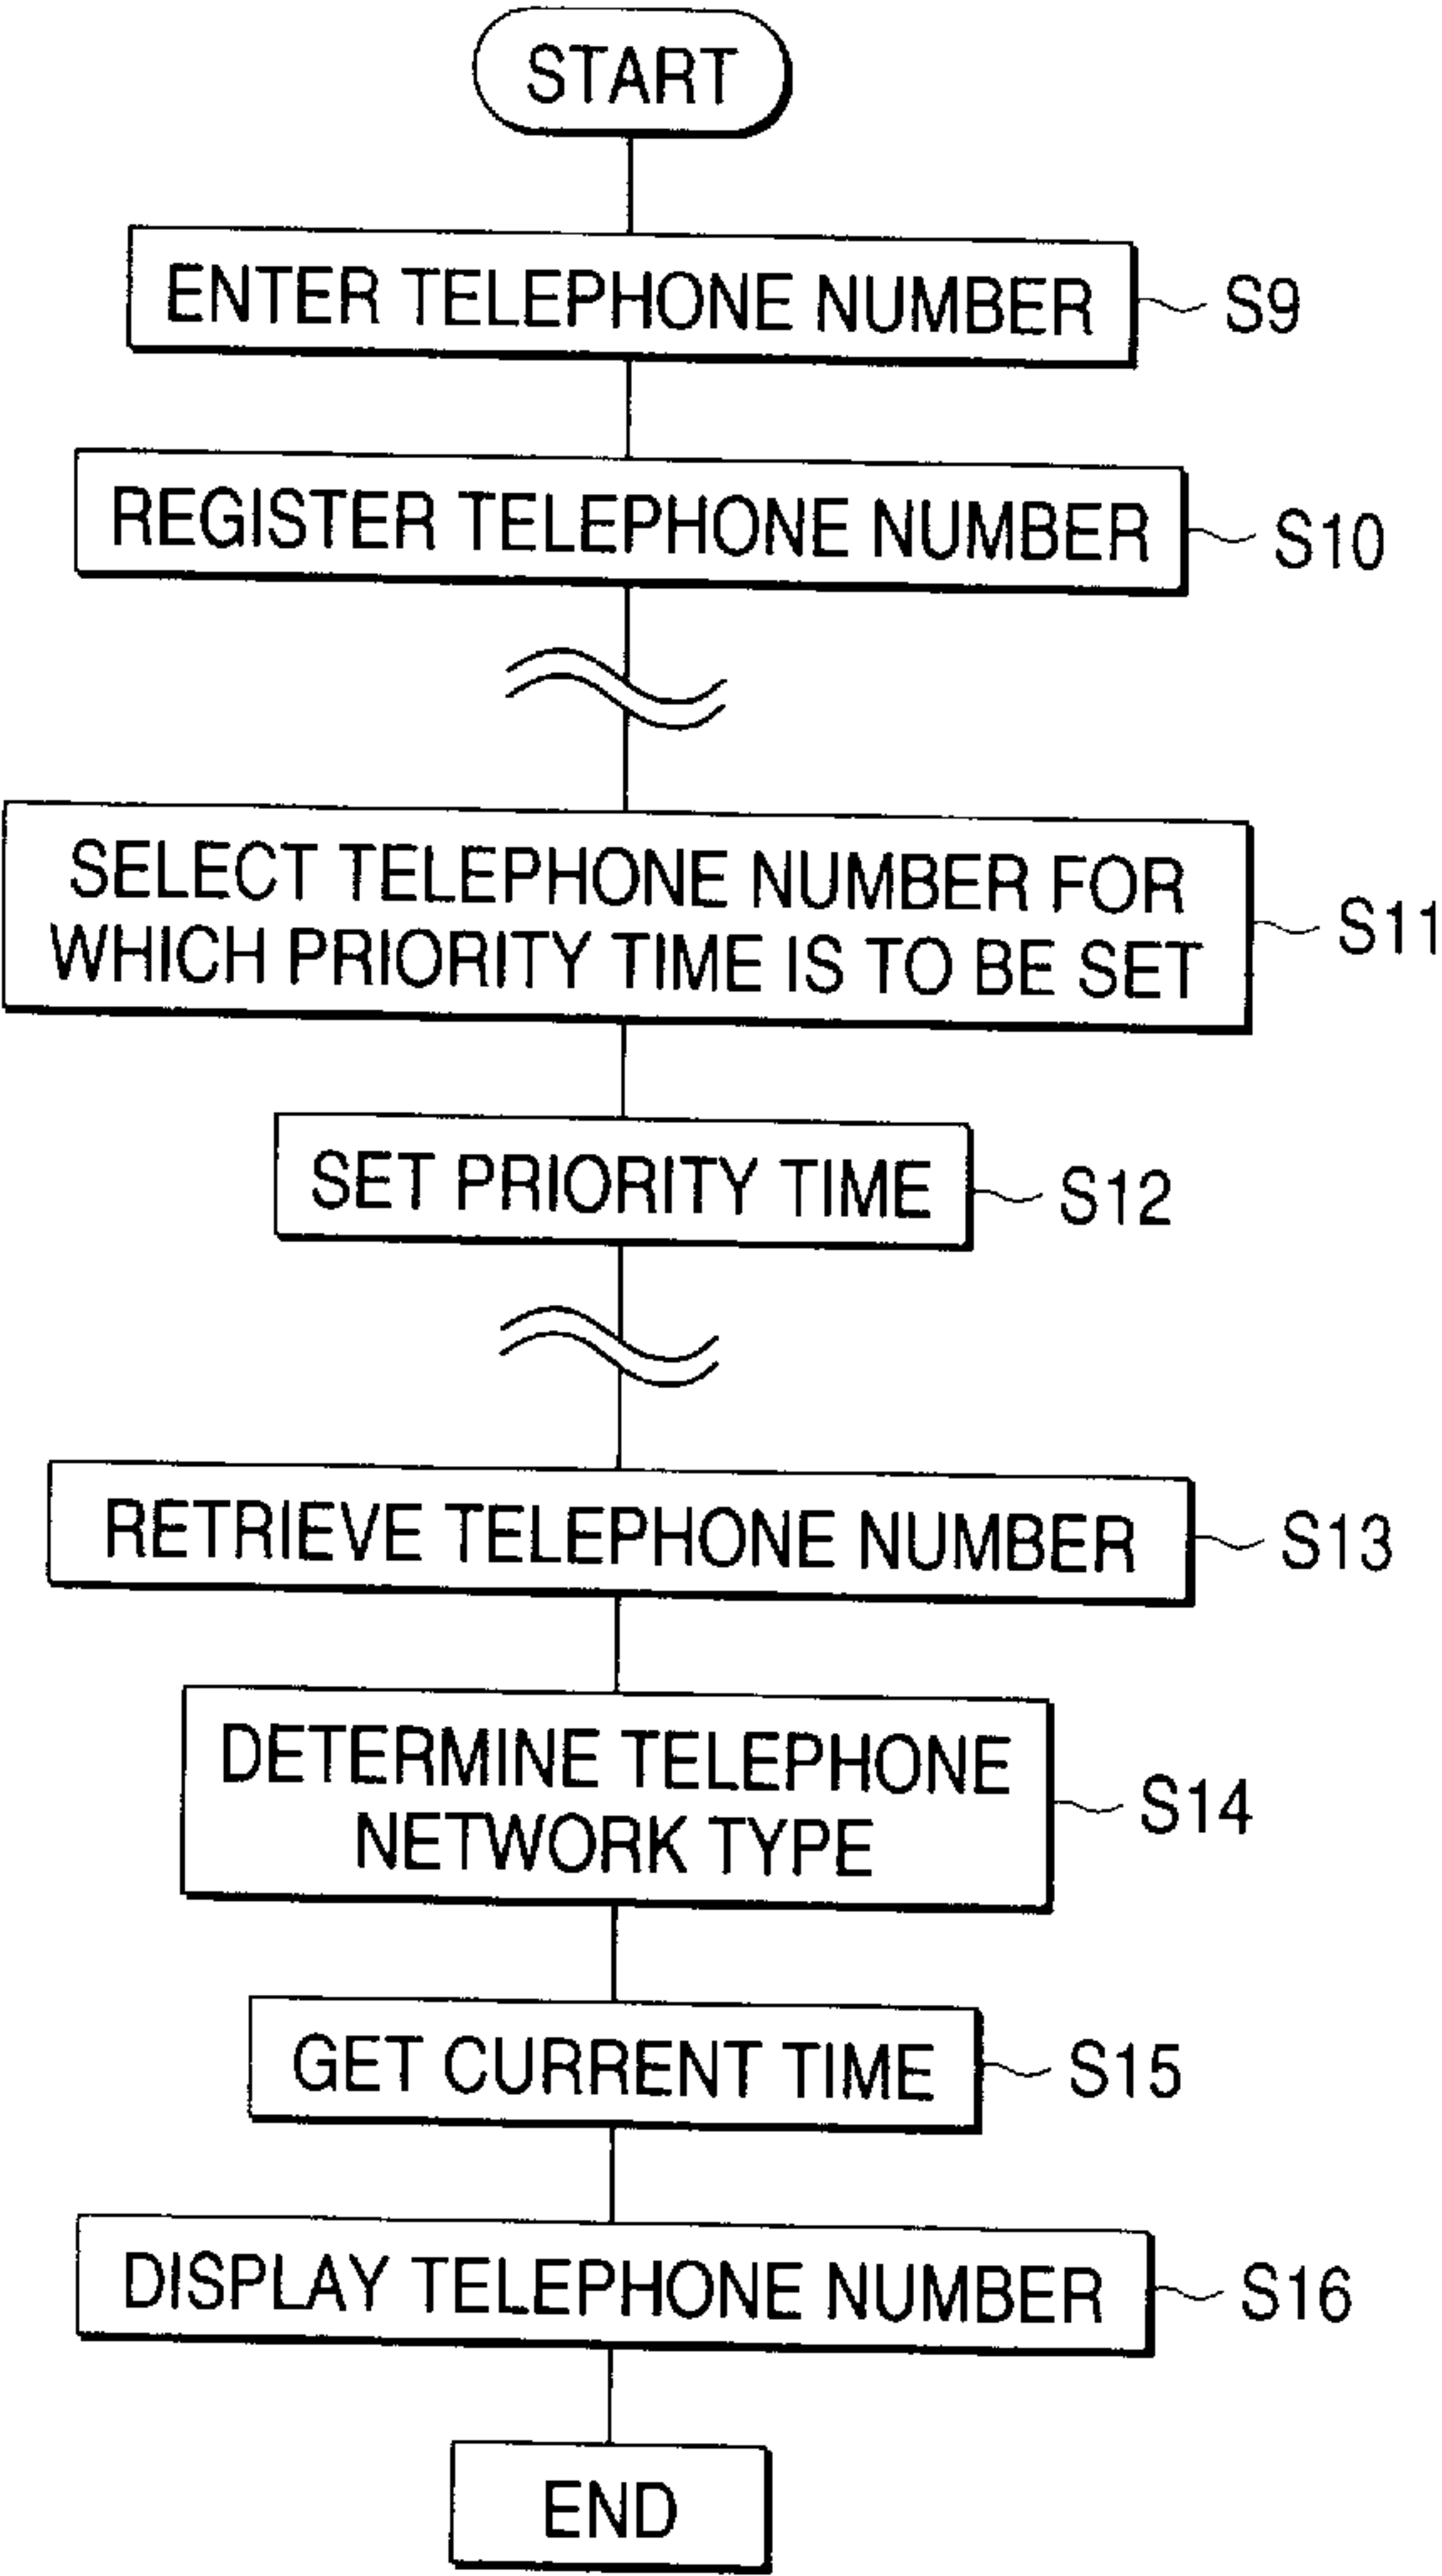 START
ENTER TELEPHONE NUMBER
S9
REGISTER TELEPHONE NUMBER
S10
SELECT TELEPHONE NUMBER FOR
WHICH PRIORITY TIME IS TO BE SET
S11
SET PRIORITY TIME
S12
RETRIEVE TELEPHONE NUMBER
S13
DETERMINE TELEPHONE
NETWORK TYPE
S14
GET CURRENT TIME
S15
DISPLAY TELEPHONE NUMBER
S16
END